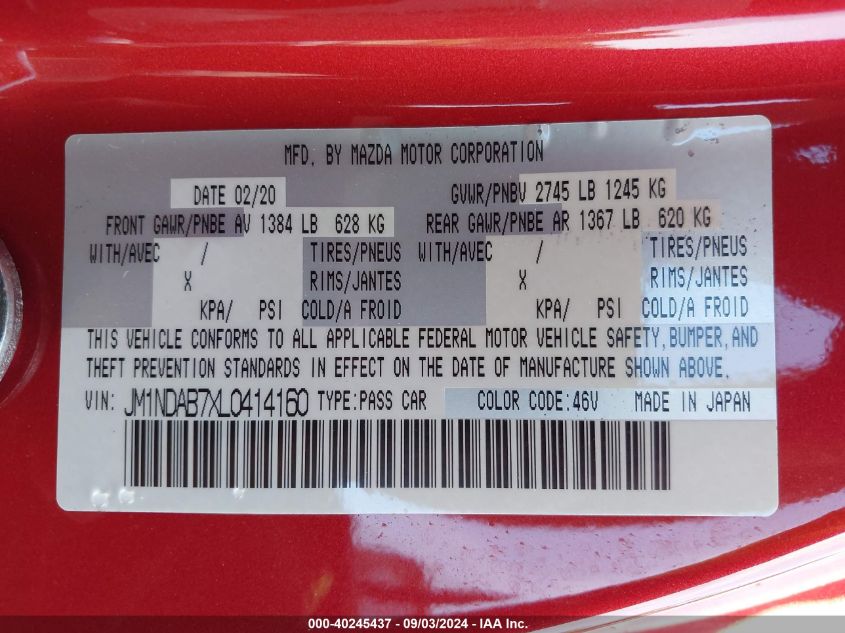 MFD. BY MAZDA MOTOR CORPORATION
DATE 02/20 GVWR/PNBV 2745 LB 1245 KG
FRONT GAWR/PNBE AV 1384 LB 628 KG REAR GAWR/PNBE AR 1367 LB 620 KG
WITH/AVEC / TIRES/PNEUS WITH/AVEC / TIRES/PNEUS
X RIMS/JANTES X RIMS/JANTES
KPA/ PSI COLD/A FROID KPA/ PSI COLD/A FROID
THIS VEHICLE CONFORMS TO ALL APPLICABLE FEDERAL MOTOR VEHICLE SAFETY, BUMPER, AND
THEFT PREVENTION STANDARDS IN EFFECT ON THE DATE OF MANUFACTURE SHOWN ABOVE.
VIN: JM1NDAB7XL0414160 TYPE:PASS CAR COLOR CODE:46V MADE IN JAPAN
000-40245437 - 09/03/2024 - IAA Inc.